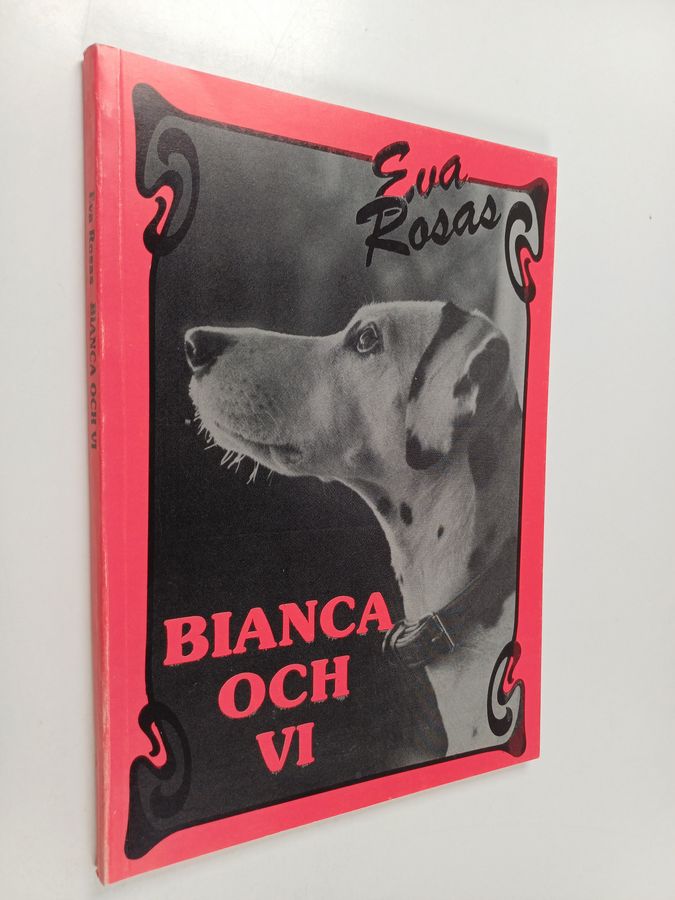 Eva
Rosas
BIANCA
OCH
VI
Eva Rosas BIANCA OCH VI